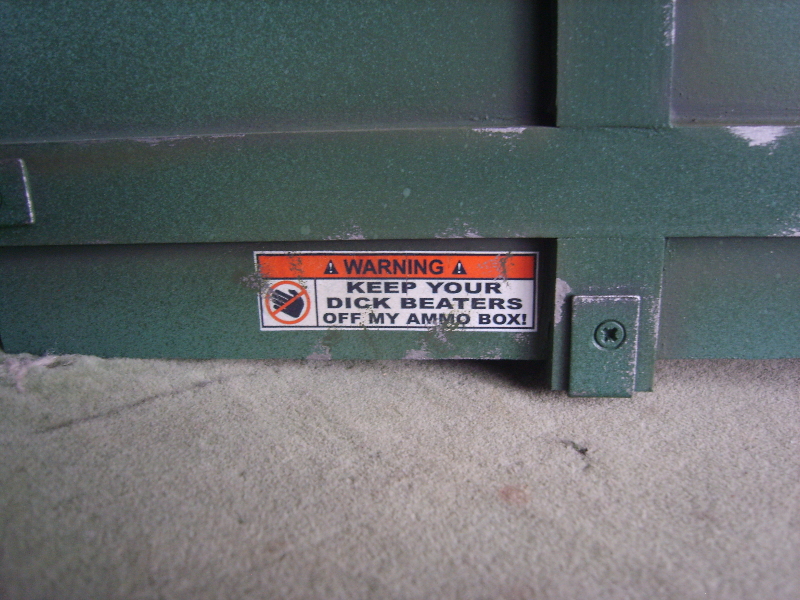 WARNING
KEEP YOUR
DICK BEATERS
OFF MY AMMO BOX!